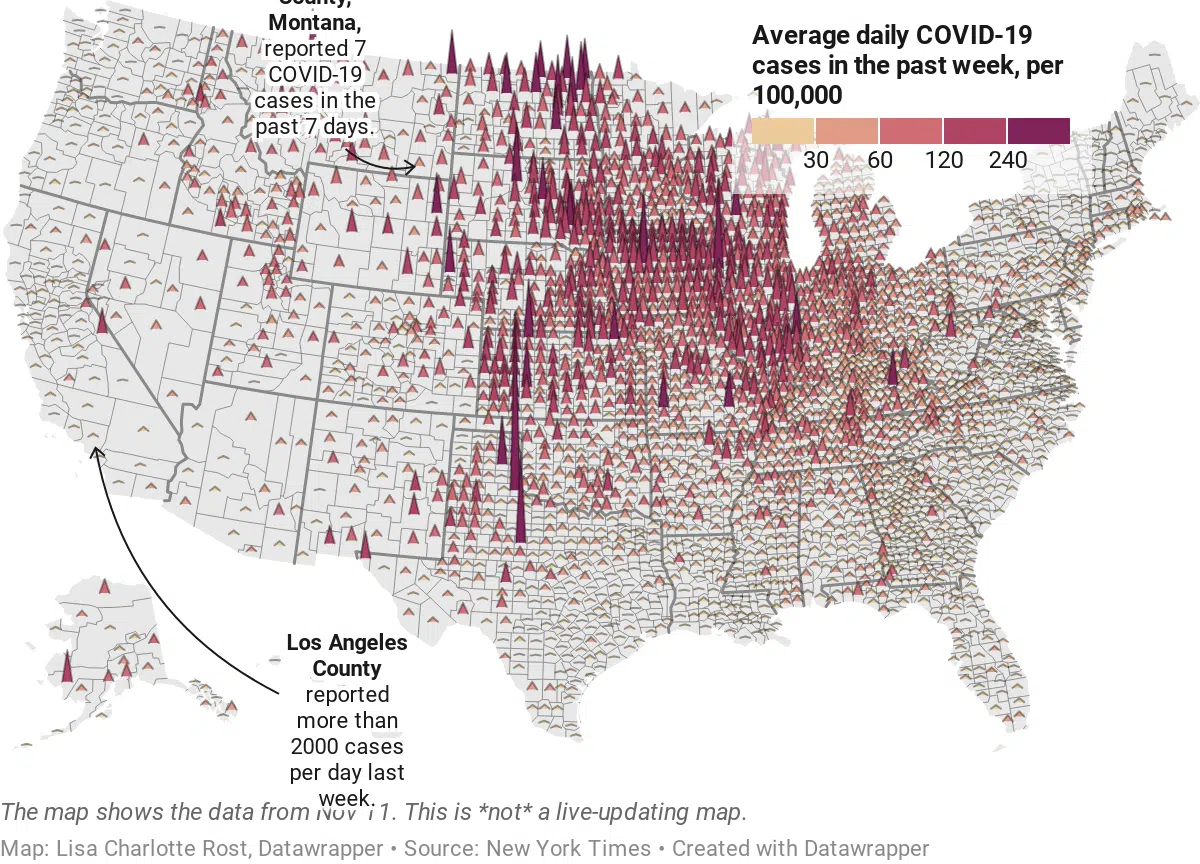 County,
Montana,
reported 7
COVID-19
cases in the
past 7 days.
Average daily COVID-19
cases in the past week, per
100,000
30 60 120 240
Los Angeles
County
reported
more than
2000 cases
per day last
week.
The map shows the data from Nov 11. This is *not* a live-updating map.
Map: Lisa Charlotte Rost, Datawrapper • Source: New York Times • Created with Datawrapper